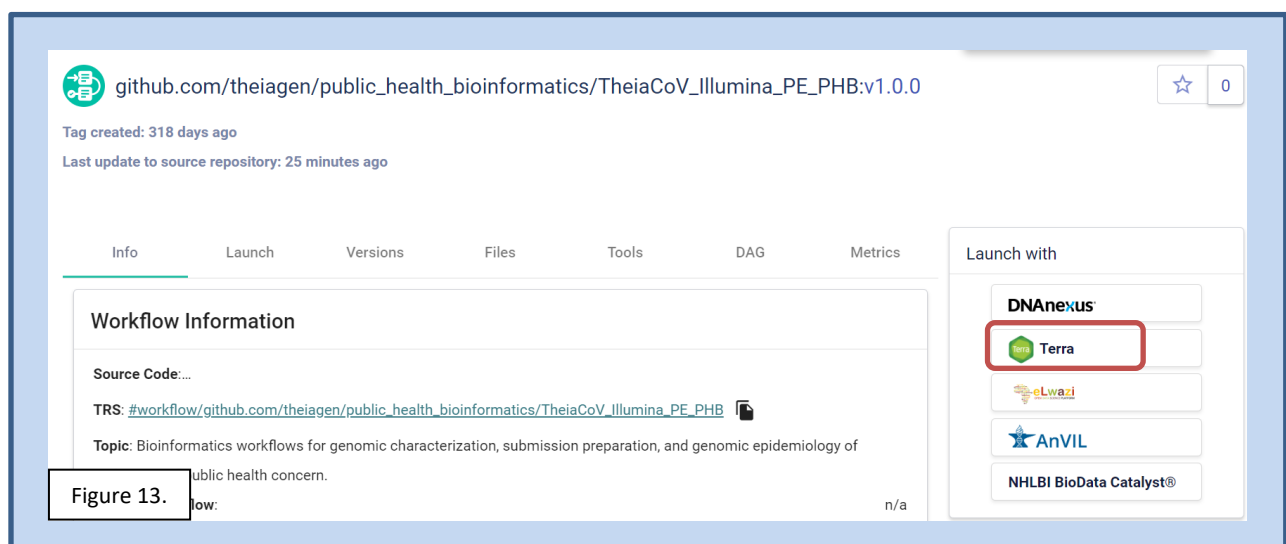 github.com/theiagen/public_health_bioinformatics/TheiaCoV_Illumina_PE_PHB:v1.0.0
0
Tag created: 318 days ago
Last update to source repository: 25 minutes ago
Info Launch Versions Files Tools DAG Metrics
Launch with
Workflow Information
Source Code:...
TRS: #workflow/github.com/theiagen/public_health_bioinformatics/TheiaCoV_Illumina_PE_PHB
Topic: Bioinformatics workflows for genomic characterization, submission preparation, and genomic epidemiology of
ublic health concern.
low: n/a
Figure 13.
DNAnexus
terra Terra
eLwazi
AnVIL
NHLBI BioData Catalyst®